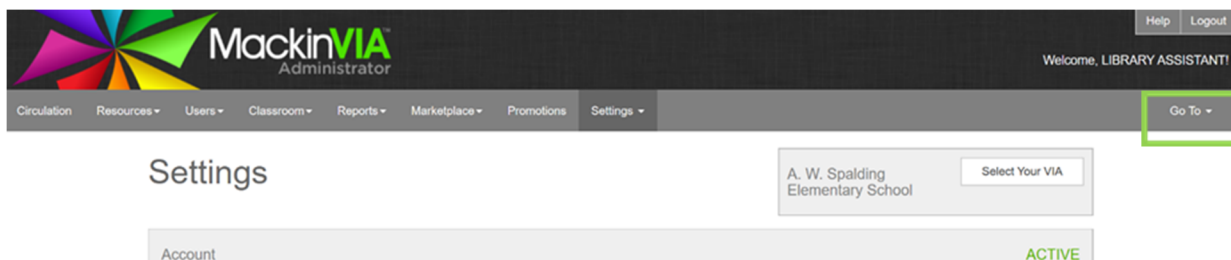 Help Logout
MackinVIA™
Administrator
Welcome, LIBRARY ASSISTANT!
Circulation Resources Users Classroom Reports Marketplace Promotions Settings Go To
Settings
A. W. Spalding
Elementary School
Select Your VIA
Account ACTIVE